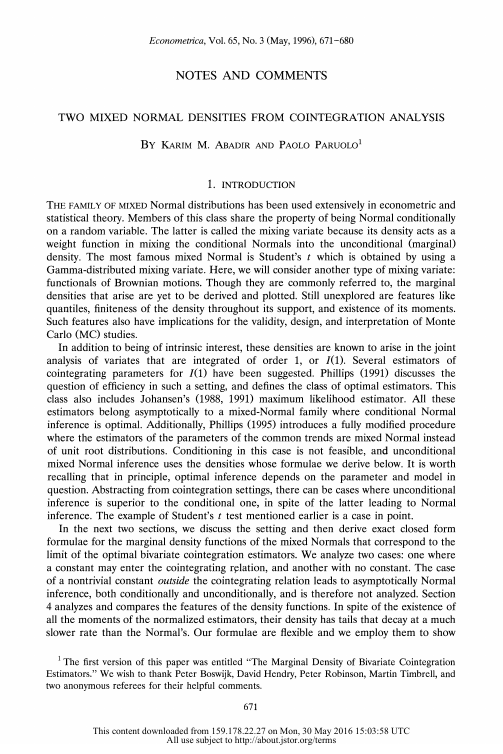 Econometrica, Vol. 65, No. 3 (May, 1996), 671–680
NOTES AND COMMENTS
TWO MIXED NORMAL DENSITIES FROM COINTEGRATION ANALYSIS
BY KARIM M. ABADIR AND PAOLO PARUOLO¹
1. INTRODUCTION
THE FAMILY OF MIXED Normal distributions has been used extensively in econometric and
statistical theory. Members of this class share the property of being Normal conditionally
on a random variable. The latter is called the mixing variate because its density acts as a
weight function in mixing the conditional Normals into the unconditional (marginal)
density. The most famous mixed Normal is Student's t which is obtained by using a
Gamma-distributed mixing variate. Here, we will consider another type of mixing variate:
functionals of Brownian motions. Though they are commonly referred to, the marginal
densities that arise are yet to be derived and plotted. Still unexplored are features like
quantiles, finiteness of the density throughout its support, and existence of its moments.
Such features also have implications for the validity, design, and interpretation of Monte
Carlo (MC) studies.
In addition to being of intrinsic interest, these densities are known to arise in the joint
analysis of variates that are integrated of order 1, or I(1). Several estimators of
cointegrating parameters for I(1) have been suggested. Phillips (1991) discusses the
question of efficiency in such a setting, and defines the class of optimal estimators. This
class also includes Johansen's (1988, 1991) maximum likelihood estimator. All these
estimators belong asymptotically to a mixed-Normal family where conditional Normal
inference is optimal. Additionally, Phillips (1995) introduces a fully modified procedure
where the estimators of the parameters of the common trends are mixed Normal instead
of unit root distributions. Conditioning in this case is not feasible, and unconditional
mixed Normal inference uses the densities whose formulae we derive below. It is worth
recalling that in principle, optimal inference depends on the parameter and model in
question. Abstracting from cointegration settings, there can be cases where unconditional
inference is superior to the conditional one, in spite of the latter leading to Normal
inference. The example of Student's t test mentioned earlier is a case in point.
In the next two sections, we discuss the setting and then derive exact closed form
formulae for the marginal density functions of the mixed Normals that correspond to the
limit of the optimal bivariate cointegration estimators. We analyze two cases: one where
a constant may enter the cointegrating relation, and another with no constant. The case
of a nontrivial constant outside the cointegrating relation leads to asymptotically Normal
inference, both conditionally and unconditionally, and is therefore not analyzed. Section
4 analyzes and compares the features of the density functions. In spite of the existence of
all the moments of the normalized estimators, their density has tails that decay at a much
slower rate than the Normal's. Our formulae are flexible and we employ them to show
¹ The first version of this paper was entitled "The Marginal Density of Bivariate Cointegration
Estimators." We wish to thank Peter Boswijk, David Hendry, Peter Robinson, Martin Timbrell, and
two anonymous referees for their helpful comments.
671
This content downloaded from 159.178.22.27 on Mon, 30 May 2016 15:03:58 UTC
All use subject to http://about.jstor.org/terms